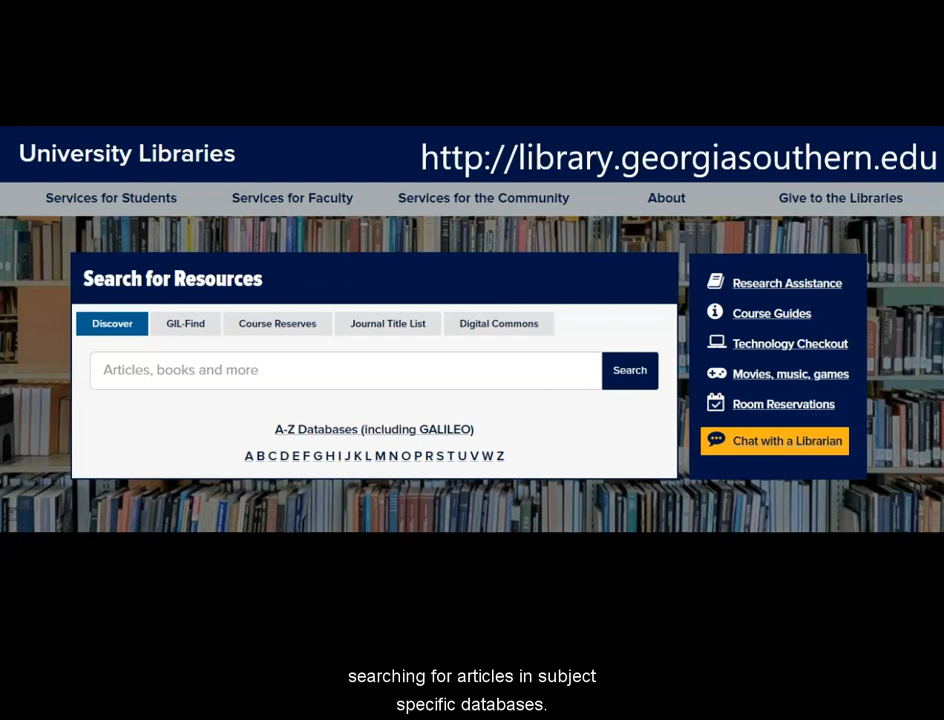 University Libraries
http://library.georgiasouthern.edu
Services for Students
Services for Faculty
Services for the Community
About
Give to the Libraries
Search for Resources
Discover
GIL-Find
Course Reserves
Journal Title List
Digital Commons
Articles, books and more
Search
A-Z Databases (including GALILEO)
A B C D E F G H I J K L M N O P R S T U V W Z
Research Assistance
Course Guides
Technology Checkout
Movies, music, games
Room Reservations
Chat with a Librarian
searching for articles in subject
specific databases.